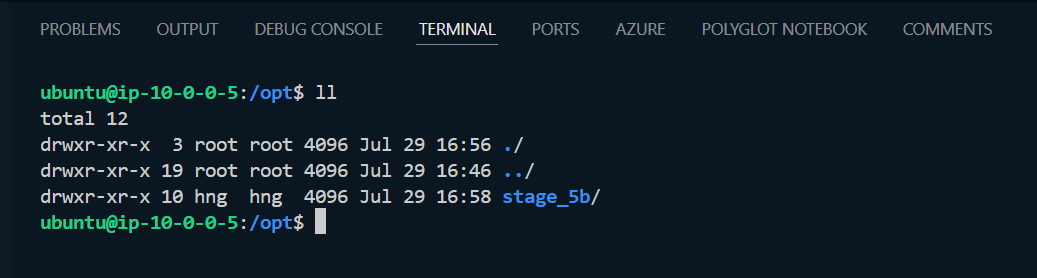 PROBLEMS OUTPUT DEBUG CONSOLE TERMINAL PORTS AZURE POLYGLOT NOTEBOOK COMMENTS
ubuntu@ip-10-0-0-5:/opt$ ll
total 12
drwxr-xr-x  3 root root 4096 Jul 29 16:56 ./
drwxr-xr-x 19 root root 4096 Jul 29 16:46 ../
drwxr-xr-x 10 hng  hng  4096 Jul 29 16:58 stage_5b/
ubuntu@ip-10-0-0-5:/opt$